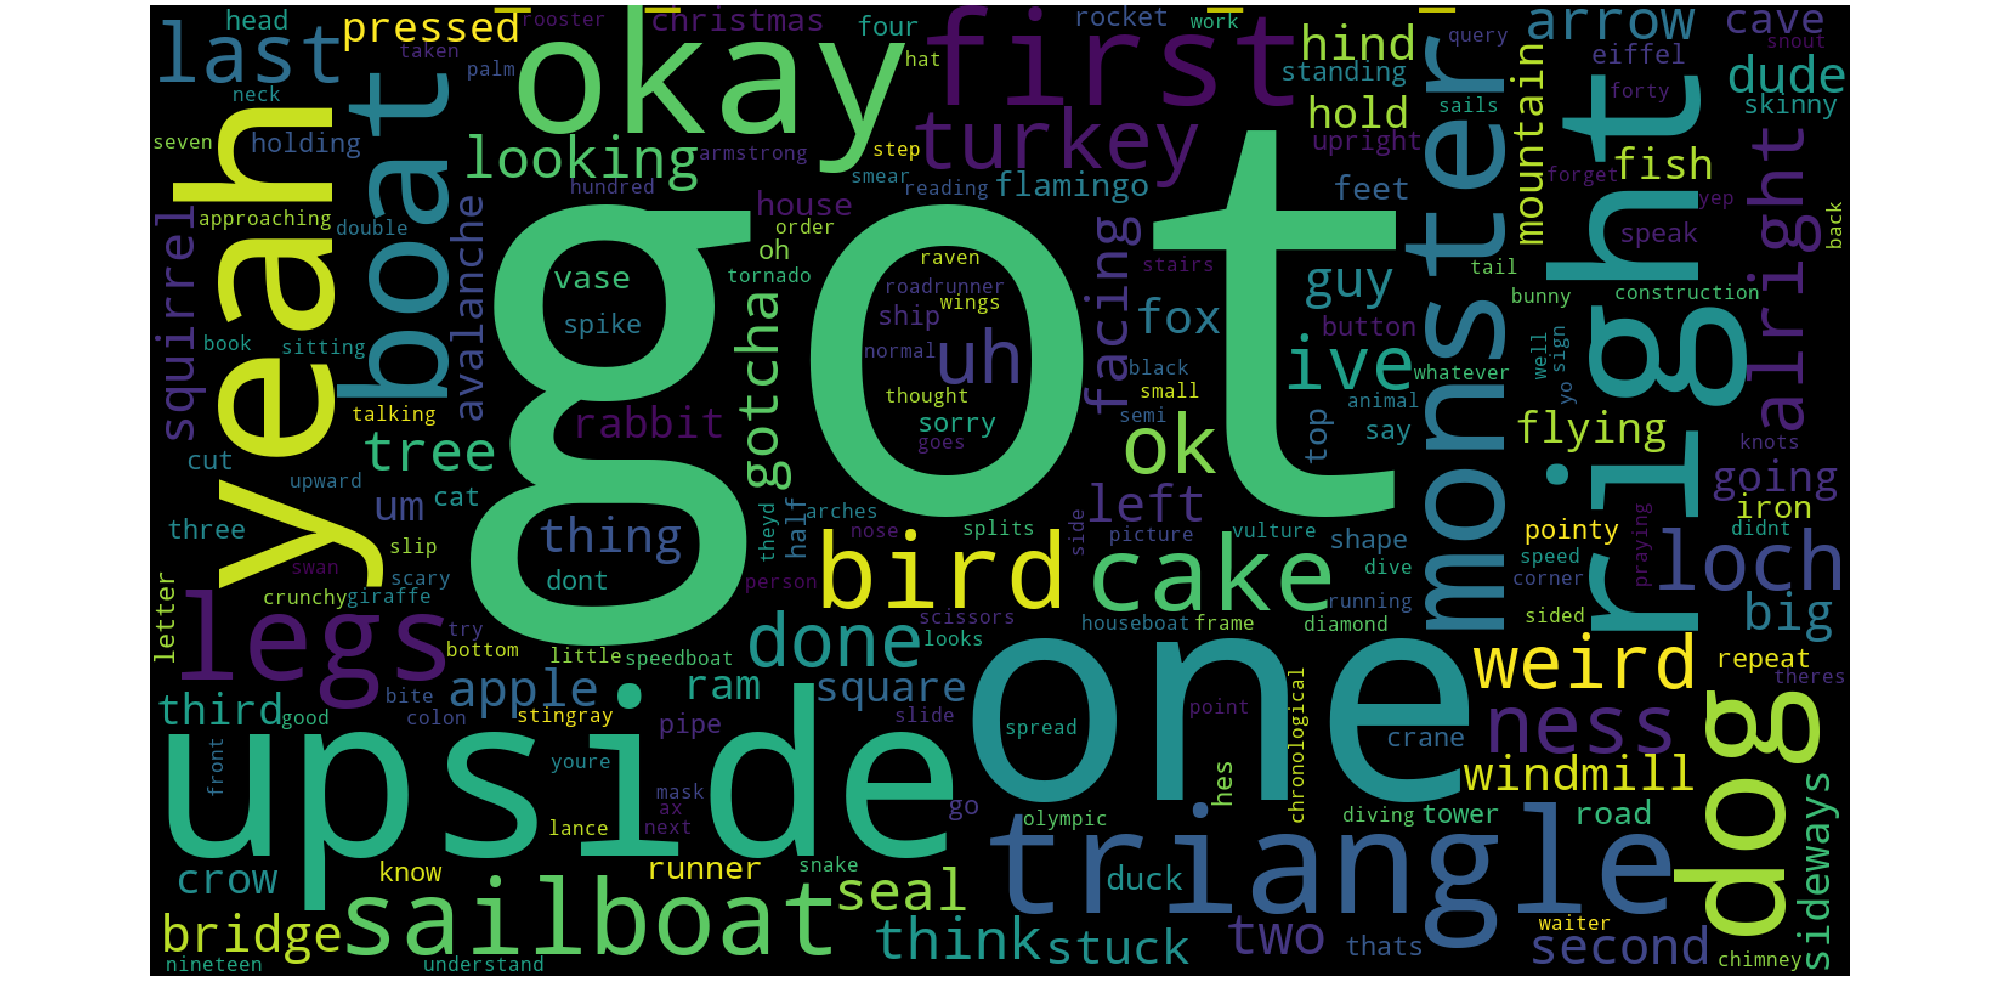 head
rooster
christmas
four
rocket
work
arrow
cave
last
pressed
okay
first
hind
query
eiffel
snout
taken
palm
hat
standing
dude
neck
boat
hold
sails
mountain
forty
skinny
seven
holding
looking
armstrong
step
turkey
upright
right
fish
alright
yeah
hundred
smear
reading
flamingo
feet
monster
forget
yep
squirrel
approaching
double
avalanche
house
order
oh
got
facing
stairs
speak
back
vase
tornado
raven
roadrunner
wings
guy
tail
bunny
construction
book
sitting
spike
gotcha
ship
normal
uh
fox
button
sign
yo
well
black
ive
whatever
talking
rabbit
thought
sorry
goes
small
semi
animal
say
top
flying
knots
tree
ok
cut
upward
um
cat
left
going
iron
three
slip
thing
theyd
half
arches
nose
splits
side
picture
vulture
shape
pointy
didnt
swan
scary
dont
person
bird
cake
dive
speed
corner
praying
loch
letter
crunchy
giraffe
scissors
houseboat
frame
running
diamond
sided
big
legs
try
bottom
little
speedboat
done
looks
one
weird
repeat
theres
third
good
bite
colon
apple
stingray
ram
pipe
square
slide
spread
point
chronological
crane
ness
dog
upside
front
youre
mask
ax
next
lance
go
hes
olympic
diving
tower
windmill
road
sideways
crow
know
runner
snake
seal
duck
triangle
bridge
sailboat
think
stuck
two
thats
waiter
second
chimney
nineteen
understand